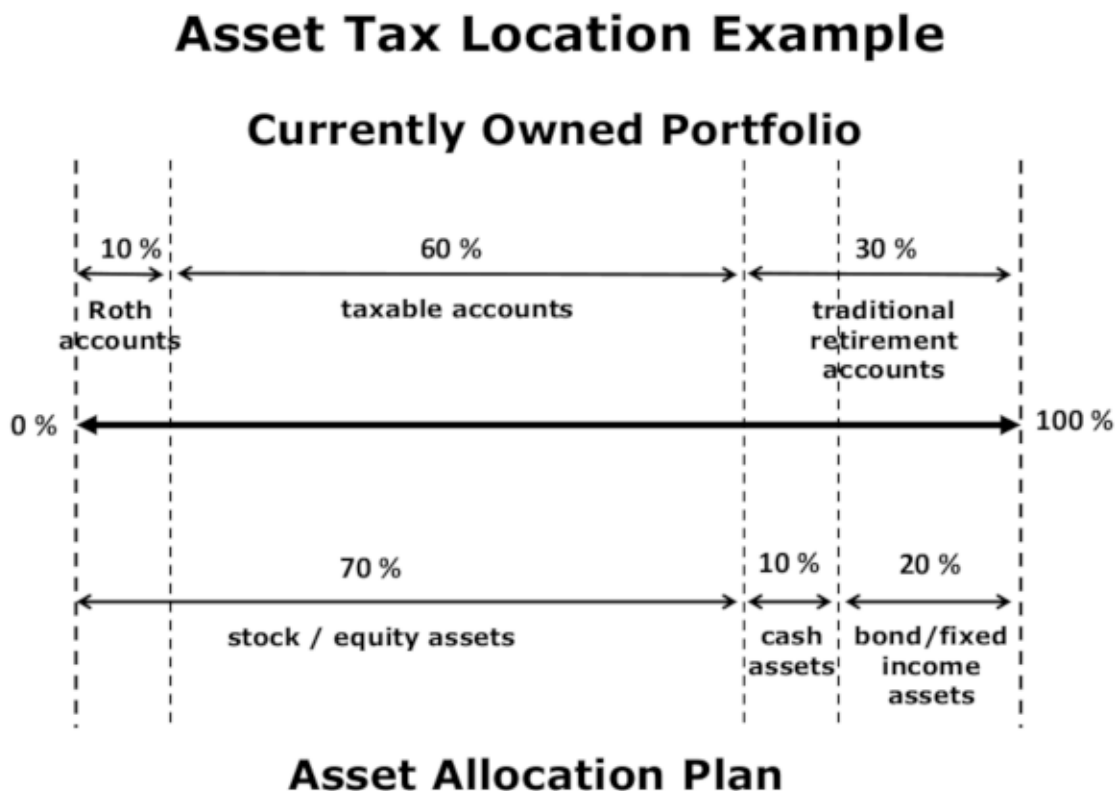 Asset Tax Location Example
Currently Owned Portfolio
10 %
60 %
30 %
Roth
accounts
taxable accounts
traditional
retirement
accounts
0 %
100 %
70 %
10 %
20 %
stock / equity assets
cash
assets
bond/fixed
income
assets
Asset Allocation Plan